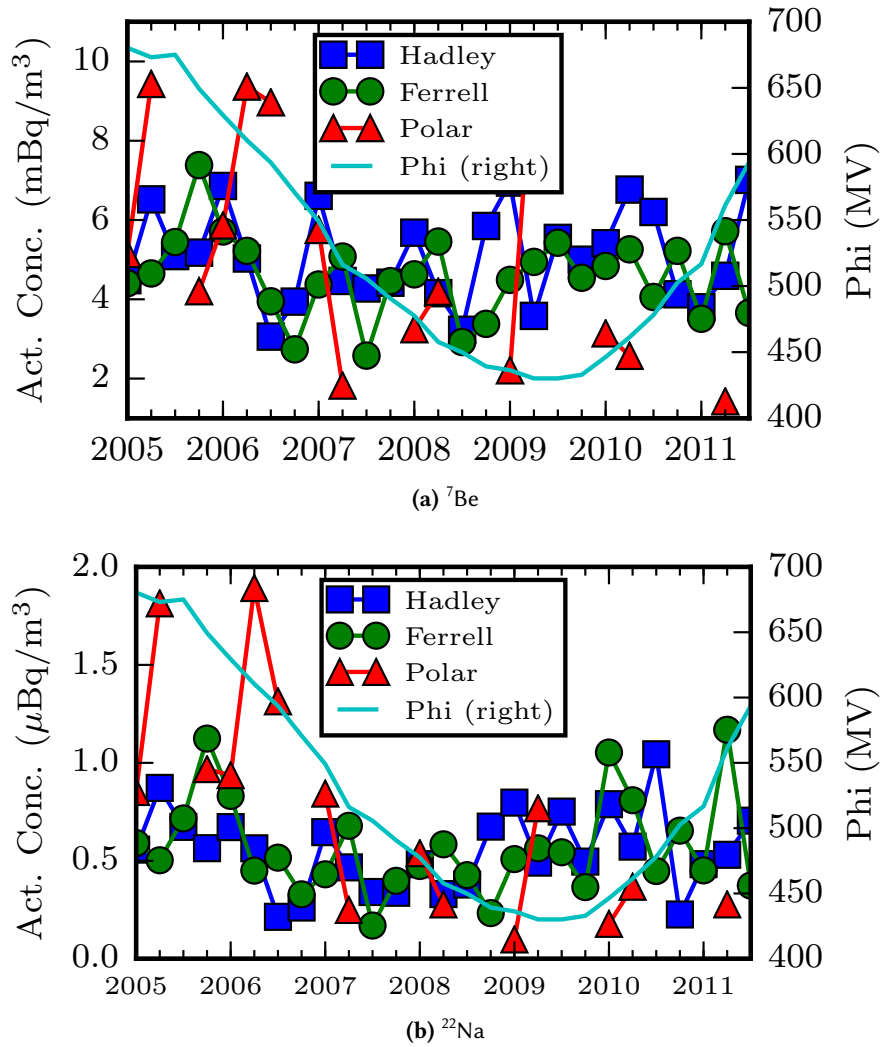 700
10
Hadley
650
Ferrell
8
Polar
600
Phi (right)
6
550
500
4
450
2
400
Act. Conc. (mBq/m³)
Phi (MV)
2005 2006 2007 2008 2009 2010 2011
(a) ⁷Be
2.0
700
Hadley
650
Ferrell
1.5
Polar
600
Phi (right)
1.0
550
500
0.5
450
0.0
400
Act. Conc. (μBq/m³)
Phi (MV)
2005 2006 2007 2008 2009 2010 2011
(b) ²²Na